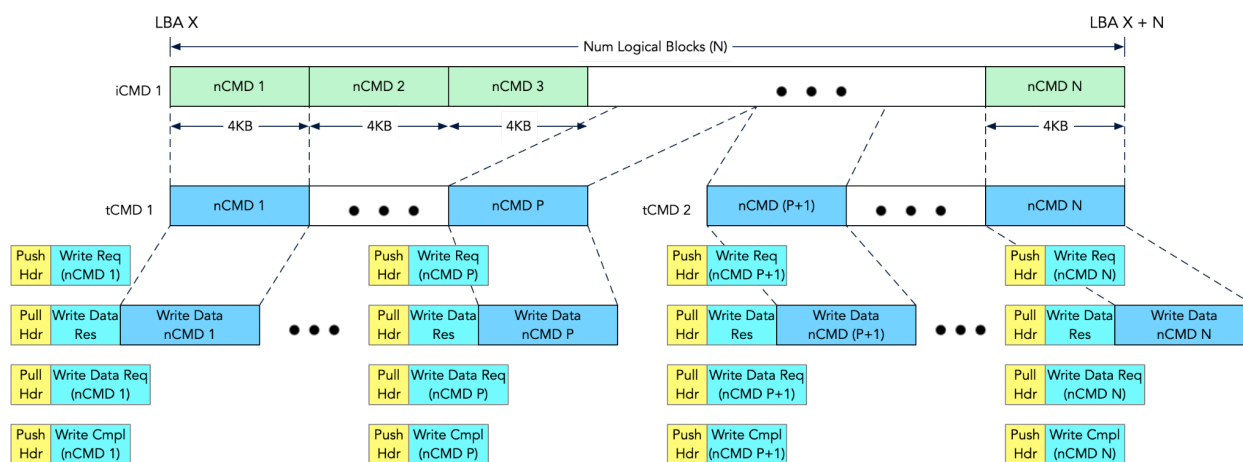 LBA X
LBA X + N
Num Logical Blocks (N)
iCMD 1
nCMD 1
nCMD 2
nCMD 3
nCMD N
4KB
4KB
4KB
4KB
tCMD 1
nCMD 1
nCMD P
tCMD 2
nCMD (P+1)
nCMD N
Push
Hdr
Write Req
(nCMD 1)
Push
Hdr
Write Req
(nCMD P)
Push
Hdr
Write Req
(nCMD P+1)
Push
Hdr
Write Req
(nCMD N)
Pull
Hdr
Write Data
Res
Write Data
nCMD 1
Pull
Hdr
Write Data
Res
Write Data
nCMD P
Pull
Hdr
Write Data
Res
Write Data
nCMD (P+1)
Pull
Hdr
Write Data
Res
Write Data
nCMD N
Pull
Hdr
Write Data Req
(nCMD 1)
Pull
Hdr
Write Data Req
(nCMD P)
Pull
Hdr
Write Data Req
(nCMD P+1)
Pull
Hdr
Write Data Req
(nCMD N)
Push
Hdr
Write Cmpl
(nCMD 1)
Push
Hdr
Write Cmpl
(nCMD P)
Push
Hdr
Write Cmpl
(nCMD P+1)
Push
Hdr
Write Cmpl
(nCMD N)